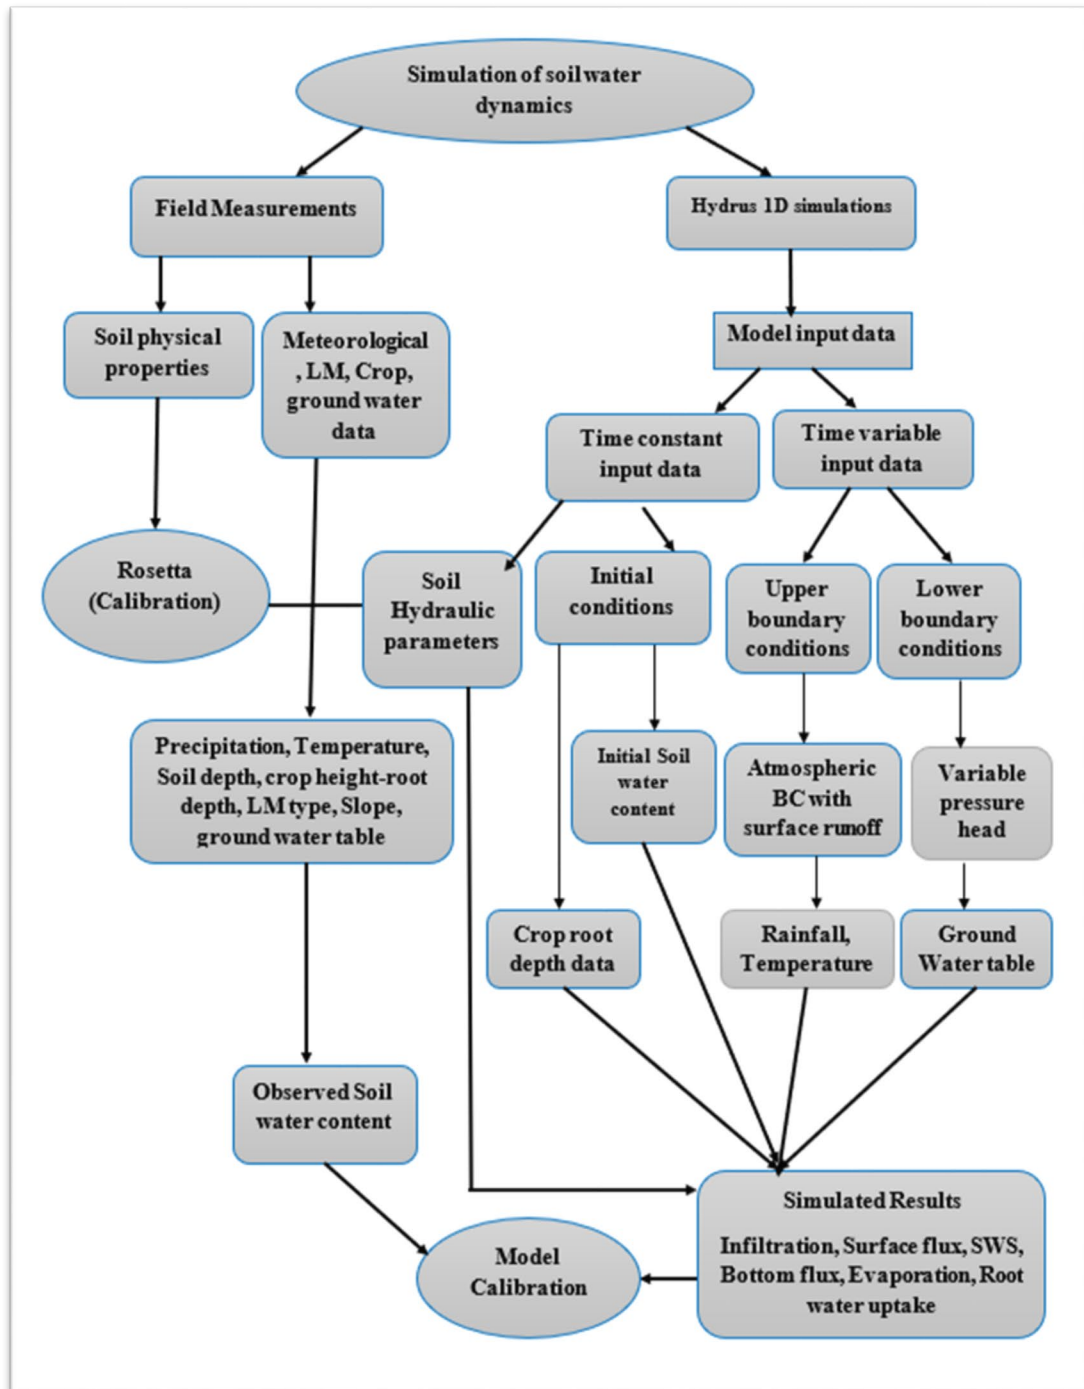 Simulation of soil water
dynamics
Field Measurements
Hydrus 1D simulations
Soil physical
properties
Meteorological
, LM, Crop,
ground water
data
Model input data
Time constant
input data
Time variable
input data
Rosetta
(Calibration)
Soil
Hydraulic
parameters
Initial
conditions
Upper
boundary
conditions
Lower
boundary
conditions
Precipitation, Temperature,
Soil depth, crop height-root
depth, LM type, Slope,
ground water table
Initial Soil
water
content
Atmospheric
BC with
surface runoff
Variable
pressure
head
Crop root
depth data
Rainfall,
Temperature
Ground
Water table
Observed Soil
water content
Simulated Results
Infiltration, Surface flux, SWS,
Bottom flux, Evaporation, Root
water uptake
Model
Calibration